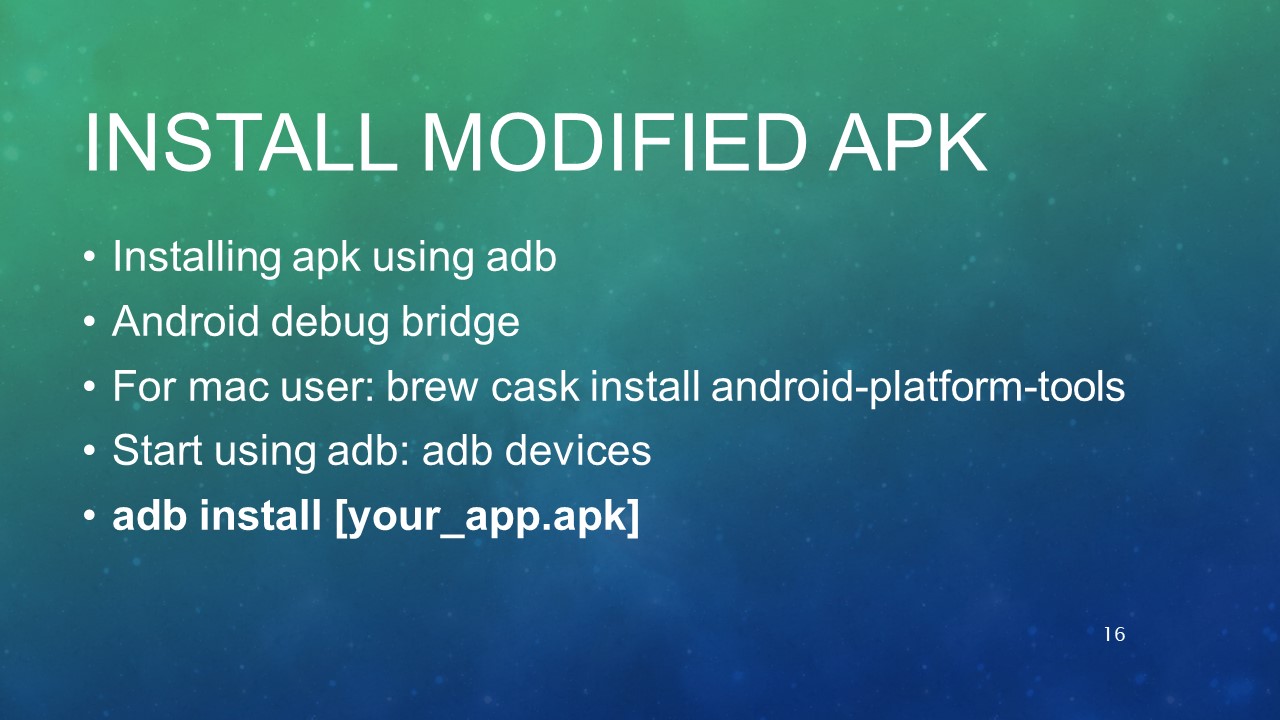 INSTALL MODIFIED APK
• Installing apk using adb
• Android debug bridge
• For mac user: brew cask install android-platform-tools
• Start using adb: adb devices
• adb install [your_app.apk]
16